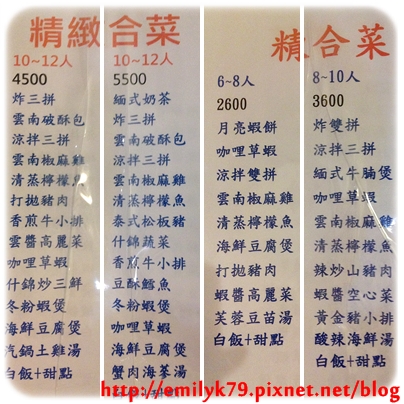 精緻合菜
10~12人
4500
炸三拼
雲南破酥包
涼拌三拼
雲南椒麻雞
清蒸檸檬魚
打拋豬肉
香煎牛小排
雲醬高麗菜
咖哩草蝦
什錦炒三鮮
冬粉蝦煲
海鮮豆腐煲
汽鍋土雞湯
白飯+甜點
10~12人
5500
緬式奶茶
炸三拼
雲南破酥包
涼拌三拼
雲南椒麻雞
清蒸檸檬魚
泰式松板豬
什錦蔬菜
香煎牛小排
豆酥鱈魚
冬粉蝦煲
咖哩草蝦
海鮮豆腐煲
蟹肉海蔘湯
精合菜
6~8人
2600
月亮蝦餅
咖哩草蝦
涼拌雙拼
雲南椒麻雞
清蒸檸檬魚
海鮮豆腐煲
打拋豬肉
蝦醬高麗菜
芙蓉豆苗湯
白飯+甜點
8~10人
3600
炸雙拼
涼拌三拼
緬式牛腩煲
咖哩草蝦
雲南椒麻雞
清蒸檸檬魚
辣炒山豬肉
蝦醬空心菜
黃金豬小排
酸辣海鮮湯
白飯+甜點
http://emilyk79.pixnet.net/blog